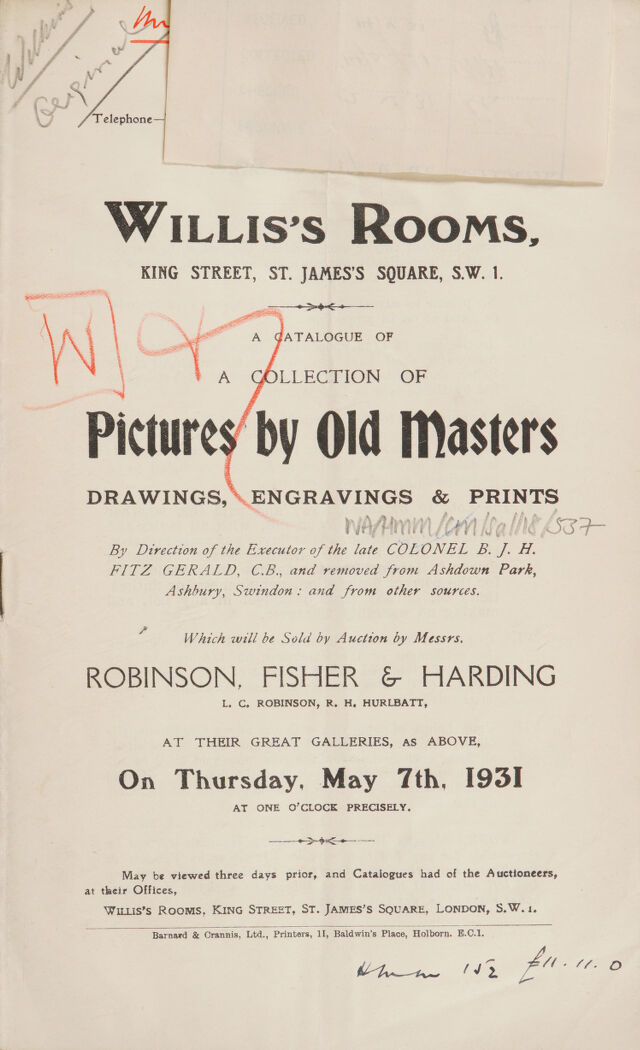 Original
Telephone—
WILLIS'S ROOMS,
KING STREET, ST. JAMES'S SQUARE, S.W. 1.
A CATALOGUE OF
A COLLECTION OF
W
Pictures by Old Masters
DRAWINGS, ENGRAVINGS & PRINTS
By Direction of the Executor of the late COLONEL B. J. H.
FITZ GERALD, C.B., and removed from Ashdown Park,
Ashbury, Swindon : and from other sources.
Which will be Sold by Auction by Messrs.
ROBINSON, FISHER & HARDING
L. C. ROBINSON, R. H. HURLBATT,
AT THEIR GREAT GALLERIES, AS ABOVE,
On Thursday, May 7th, 1931
AT ONE O'CLOCK PRECISELY.
May be viewed three days prior, and Catalogues had of the Auctioneers,
at their Offices,
WILLIS'S ROOMS, KING STREET, ST. JAMES'S SQUARE, LONDON, S.W. 1.
Barnard & Crannis, Ltd., Printers, 11, Baldwin's Place, Holborn. E.C.1.
152 £11.11.0